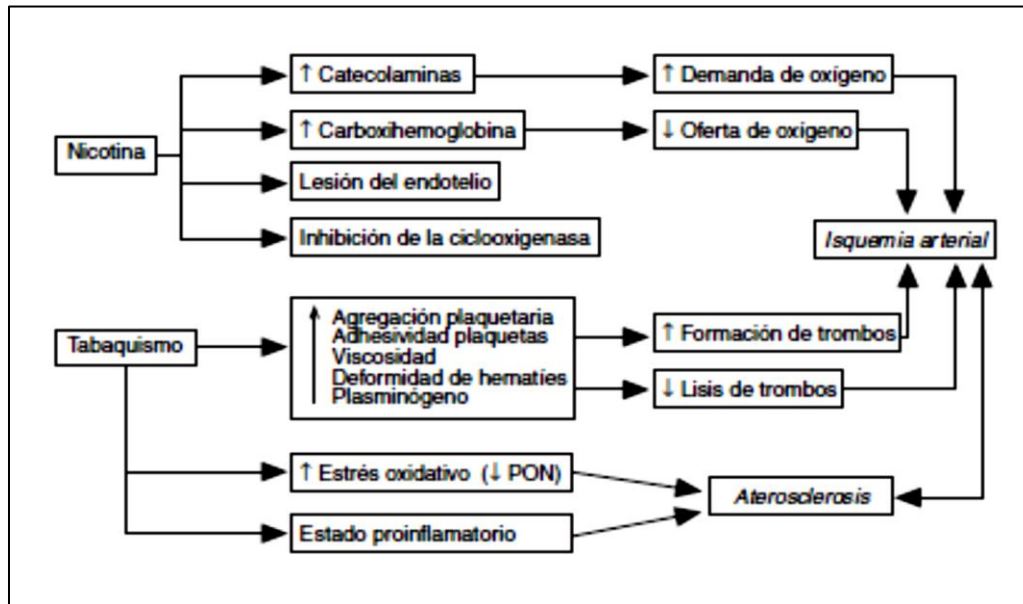 ↑ Catecolaminas
↑ Demanda de oxígeno
Nicotina
↑ Carboxihemoglobina
↓ Oferta de oxígeno
Lesión del endotelio
Inhibición de la ciclooxigenasa
Isquemia arterial
Tabaquismo
↑ Agregación plaquetaria
Adhesividad plaquetas
Viscosidad
Deformidad de hematíes
Plasminógeno
↑ Formación de trombos
↓ Lisis de trombos
↑ Estrés oxidativo (↓ PON)
Aterosclerosis
Estado proinflamatorio